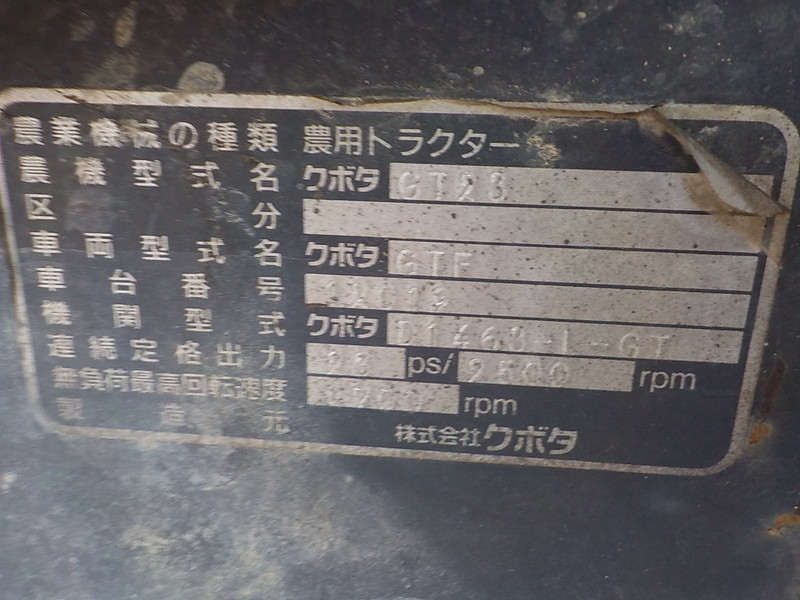 農業機械の種類 農用トラクター
農機型式名 クボタ GT23
区分
車両型式名 クボタ GTF
車台番号
機関型式 クボタ D1463-L-GT
連続定格出力 ps/ 2500 rpm
無負荷最高回転速度 rpm
製造元 株式会社クボタ